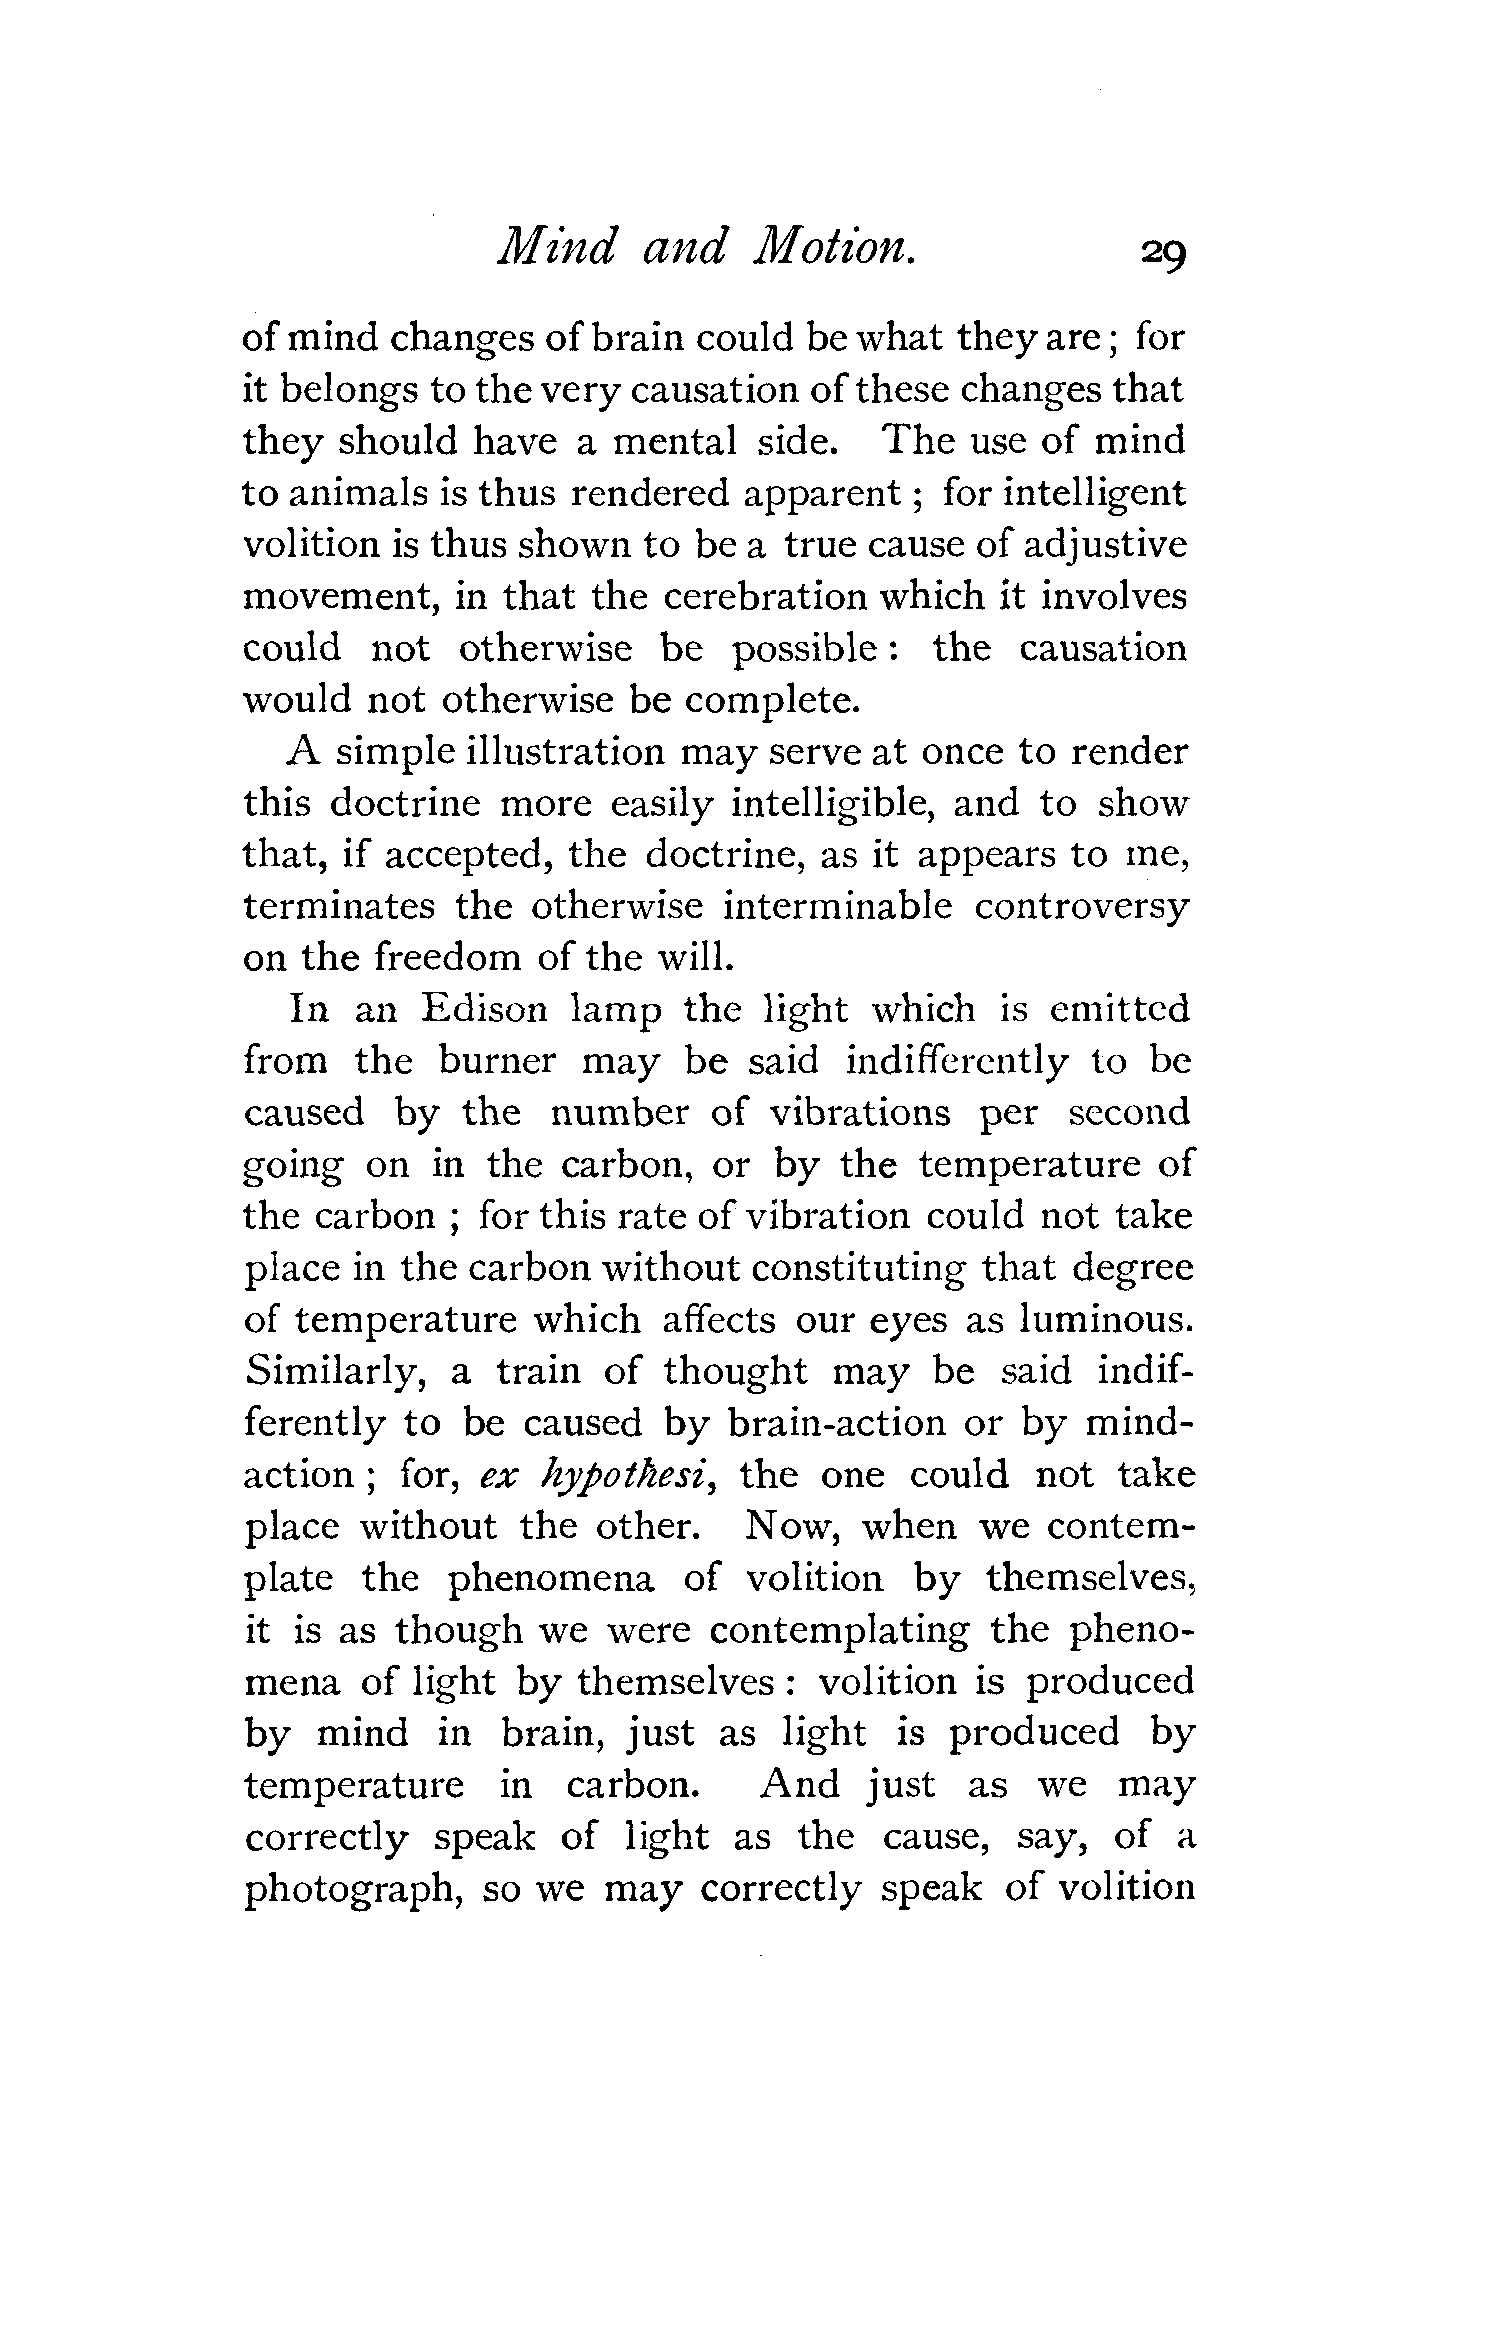 Mind and Motion. 29
of mind changes of brain could be what they are ; for
it belongs to the very causation of these changes that
they should have a mental side. The use of mind
to animals is thus rendered apparent ; for intelligent
volition is thus shown to be a true cause of adjustive
movement, in that the cerebration which it involves
could not otherwise be possible : the causation
would not otherwise be complete.
A simple illustration may serve at once to render
this doctrine more easily intelligible, and to show
that, if accepted, the doctrine, as it appears to me,
terminates the otherwise interminable controversy
on the freedom of the will.
In an Edison lamp the light which is emitted
from the burner may be said indifferently to be
caused by the number of vibrations per second
going on in the carbon, or by the temperature of
the carbon ; for this rate of vibration could not take
place in the carbon without constituting that degree
of temperature which affects our eyes as luminous.
Similarly, a train of thought may be said indif-
ferently to be caused by brain-action or by mind-
action ; for, ex hypothesi, the one could not take
place without the other. Now, when we contem-
plate the phenomena of volition by themselves,
it is as though we were contemplating the pheno-
mena of light by themselves : volition is produced
by mind in brain, just as light is produced by
temperature in carbon. And just as we may
correctly speak of light as the cause, say, of a
photograph, so we may correctly speak of volition